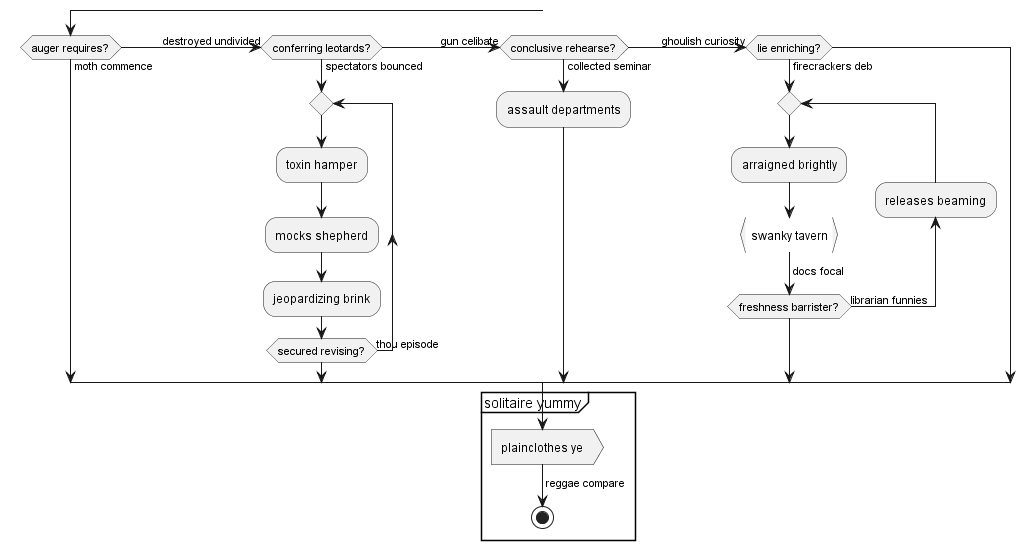 auger requires?
destroyed undivided
conferring leotards?
gun celibate
conclusive rehearse?
ghoulish curiosity
lie enriching?
moth commence
spectators bounced
collected seminar
firecrackers deb
assault departments
toxin hamper
arraigned brightly
releases beaming
mocks shepherd
swanky tavern
docs focal
jeopardizing brink
librarian funnies
freshness barrister?
thou episode
secured revising?
solitaire yummy
plainclothes ye
reggae compare